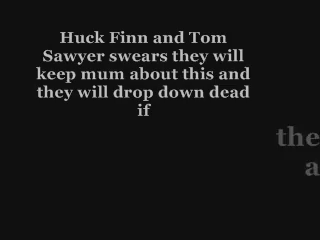 Huck Finn and Tom
Sawyer swears they will
keep mum about this and
they will drop down dead
if
the
a